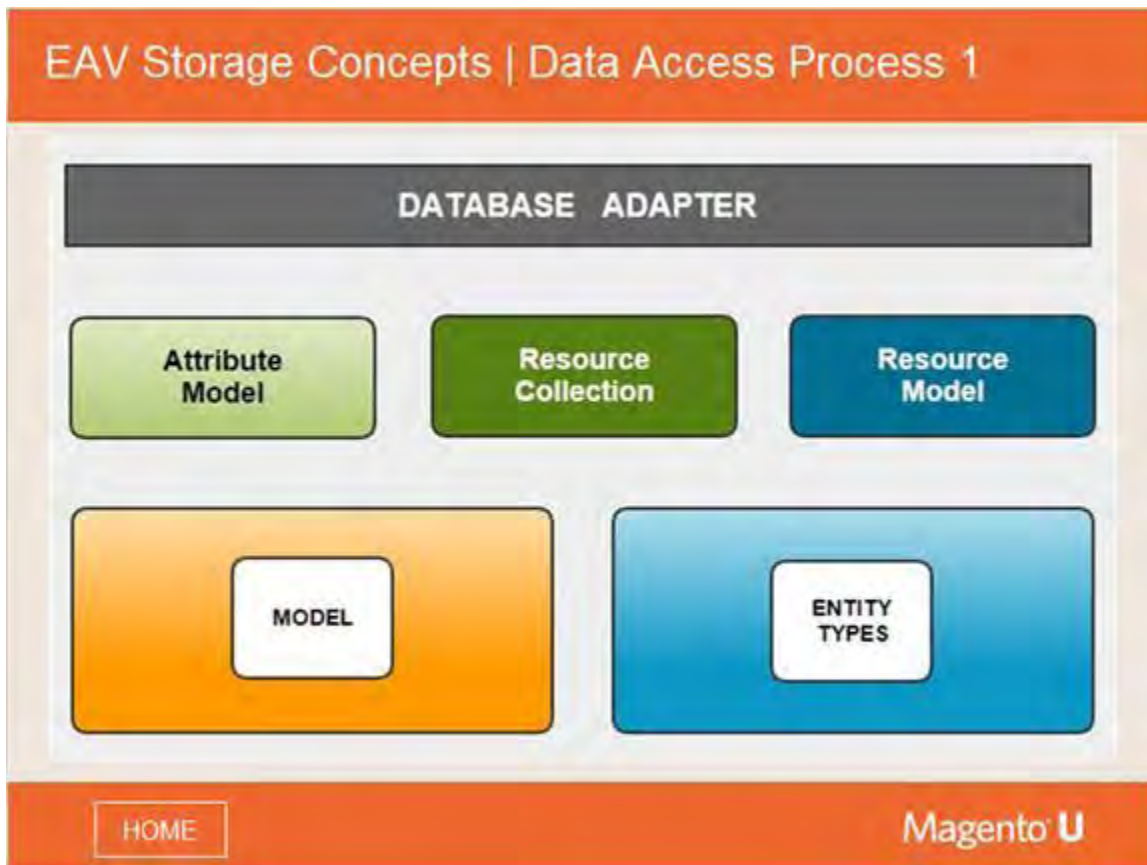 EAV Storage Concepts | Data Access Process 1
DATABASE ADAPTER
Attribute
Model
Resource
Collection
Resource
Model
MODEL
ENTITY
TYPES
HOME
Magento U